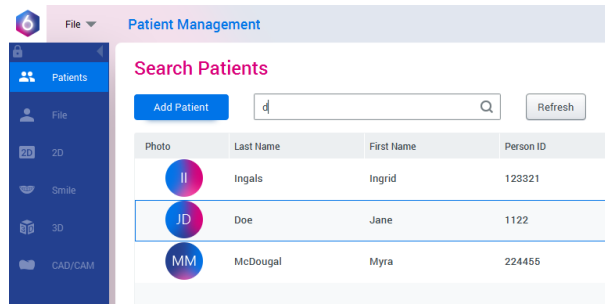 6 File Patient Management
Patients
File
2D 2D
Smile
3D
CAD/CAM
Search Patients
Add Patient d Refresh
Photo Last Name First Name Person ID
II Ingals Ingrid 123321
JD Doe Jane 1122
MM McDougal Myra 224455